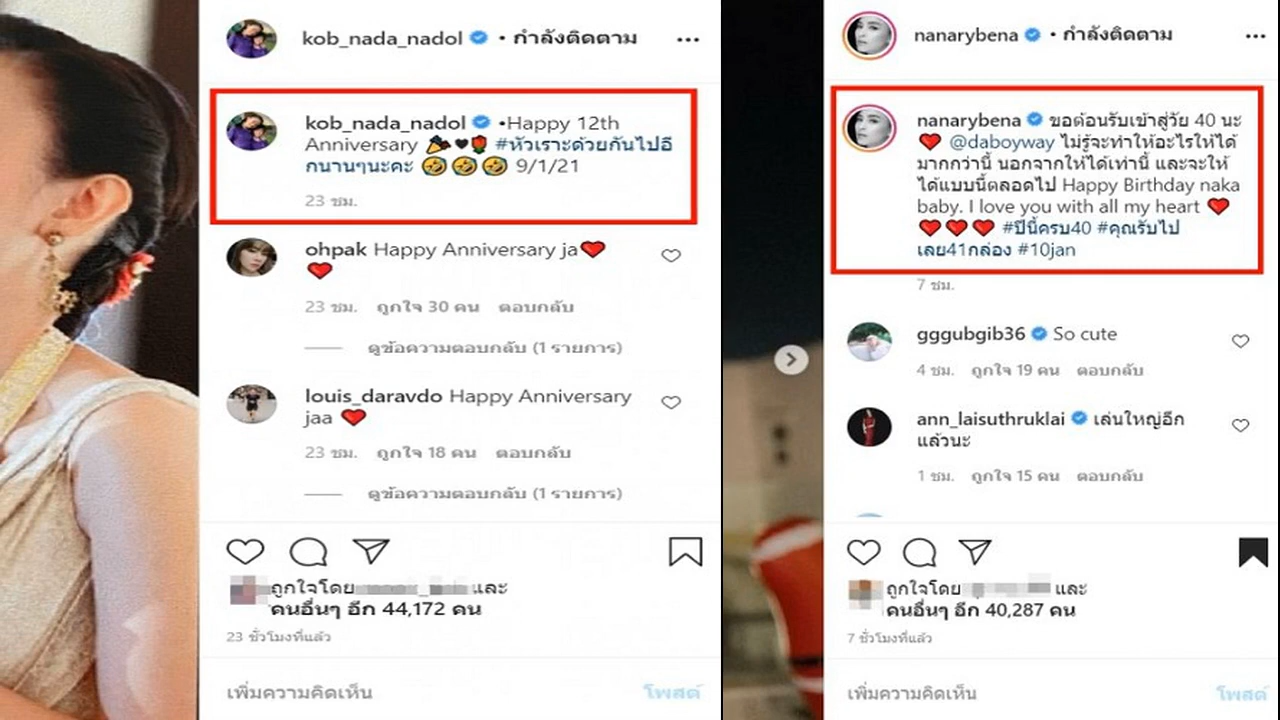 kob_nada_nadol • กำลังติดตาม
kob_nada_nadol •Happy 12th
Anniversary 🎉🖤🌹 #หัวเราะด้วยกันไปอี
กนานๆนะคะ 🤣🤣🤣 9/1/21
23 ชม.
ohpak Happy Anniversary ja❤️
❤️
23 ชม. ถูกใจ 30 คน ตอบกลับ
ดูข้อความตอบกลับ (1 รายการ)
louis_daravdo Happy Anniversary
jaa ❤️
23 ชม. ถูกใจ 18 คน ตอบกลับ
ดูข้อความตอบกลับ (1 รายการ)
ถูกใจโดย และ
คนอื่นๆ อีก 44,172 คน
23 ชั่วโมงที่แล้ว
เพิ่มความคิดเห็น โพสต์
nanarybena • กำลังติดตาม
nanarybena ขอต้อนรับเข้าสู่วัย 40 นะ
❤️ @daboyway ไม่รู้จะทำให้อะไรให้ได้
มากกว่านี้ นอกจากให้ได้เท่านี้ และจะให้
ได้แบบนี้ตลอดไป Happy Birthday naka
baby. I love you with all my heart ❤️
❤️❤️❤️ #ปีนี้ครบ40 #คุณรับไป
เลย41กล่อง #10jan
7 ชม.
gggubgib36 So cute
4 ชม. ถูกใจ 19 คน ตอบกลับ
ann_laisuthruklai เล่นใหญ่อีก
แล้วนะ
1 ชม. ถูกใจ 15 คน ตอบกลับ
ถูกใจโดย และ
คนอื่นๆ อีก 40,287 คน
7 ชั่วโมงที่แล้ว
เพิ่มความคิดเห็น โพสต์